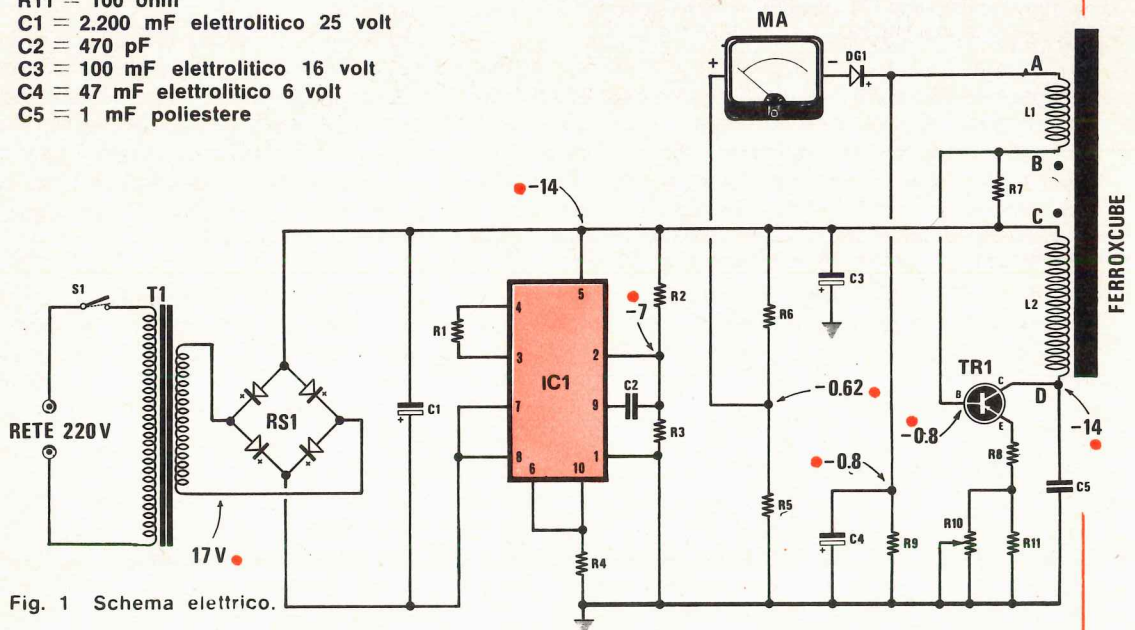 R11 = 100 ohm
C1 = 2.200 mF elettrolitico 25 volt
C2 = 470 pF
C3 = 100 mF elettrolitico 16 volt
C4 = 47 mF elettrolitico 6 volt
C5 = 1 mF poliestere
MA
+
−
DG1
+
A
L1
B
R7
C
FERROXCUBE
-14
S1
T1
5
R2
-7
C3
+
R6
L2
4
R1
3
2
IC1
C2
9
TR1
C
D
B
E
RETE 220V
RS1
C1
+
7
R3
-0.62
-0.8
-14
8
6
10
1
-0.8
R8
C5
17V
R4
R5
C4
+
R9
R10
R11
Fig. 1 Schema elettrico.